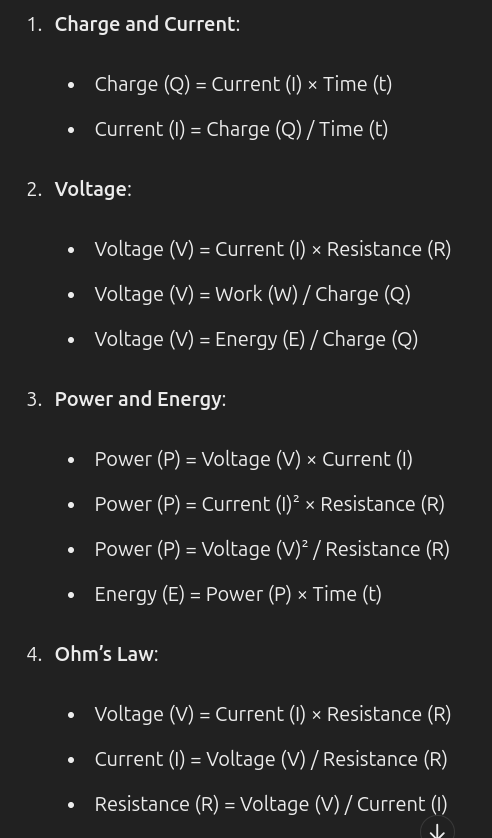 1. Charge and Current:
• Charge (Q) = Current (I) × Time (t)
• Current (I) = Charge (Q) / Time (t)
2. Voltage:
• Voltage (V) = Current (I) × Resistance (R)
• Voltage (V) = Work (W) / Charge (Q)
• Voltage (V) = Energy (E) / Charge (Q)
3. Power and Energy:
• Power (P) = Voltage (V) × Current (I)
• Power (P) = Current (I)² × Resistance (R)
• Power (P) = Voltage (V)² / Resistance (R)
• Energy (E) = Power (P) × Time (t)
4. Ohm’s Law:
• Voltage (V) = Current (I) × Resistance (R)
• Current (I) = Voltage (V) / Resistance (R)
• Resistance (R) = Voltage (V) / Current (I)